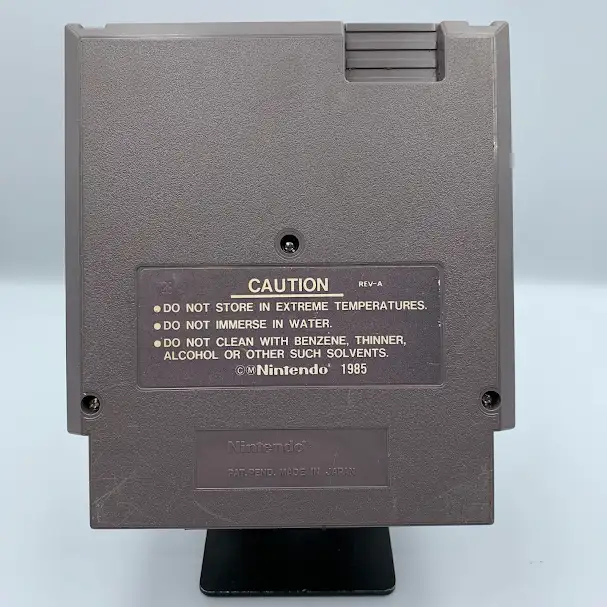 CAUTION REV-A
• DO NOT STORE IN EXTREME TEMPERATURES.
• DO NOT IMMERSE IN WATER.
• DO NOT CLEAN WITH BENZENE, THINNER,
ALCOHOL OR OTHER SUCH SOLVENTS.
©Ⓜ Nintendo® 1985
Nintendo®
PAT. PEND. MADE IN JAPAN